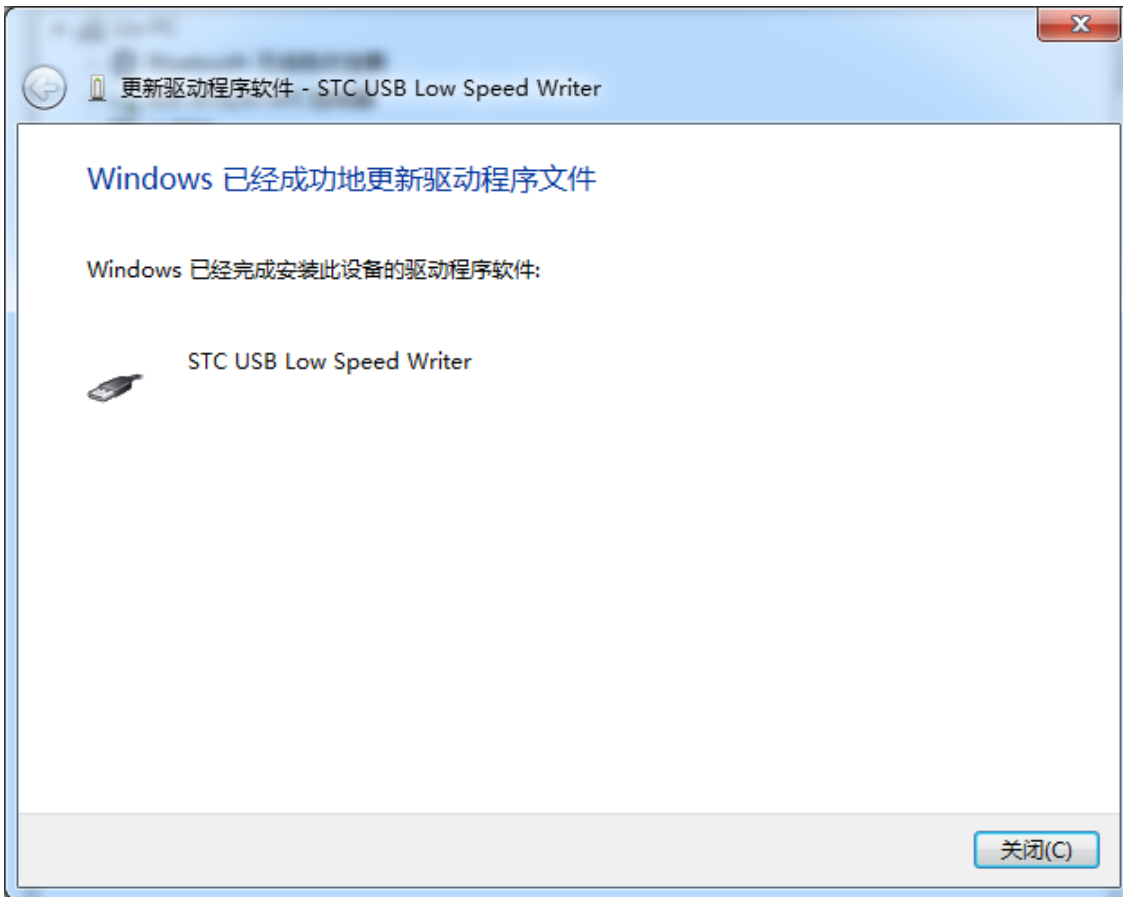 更新驱动程序软件 - STC USB Low Speed Writer
Windows 已经成功地更新驱动程序文件
Windows 已经完成安装此设备的驱动程序软件:
STC USB Low Speed Writer
关闭(C)